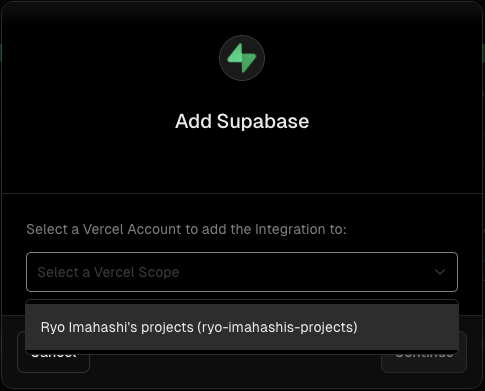 Add Supabase
Select a Vercel Account to add the Integration to:
Select a Vercel Scope
Ryo Imahashi's projects (ryo-imahashis-projects)
Cancel
Continue